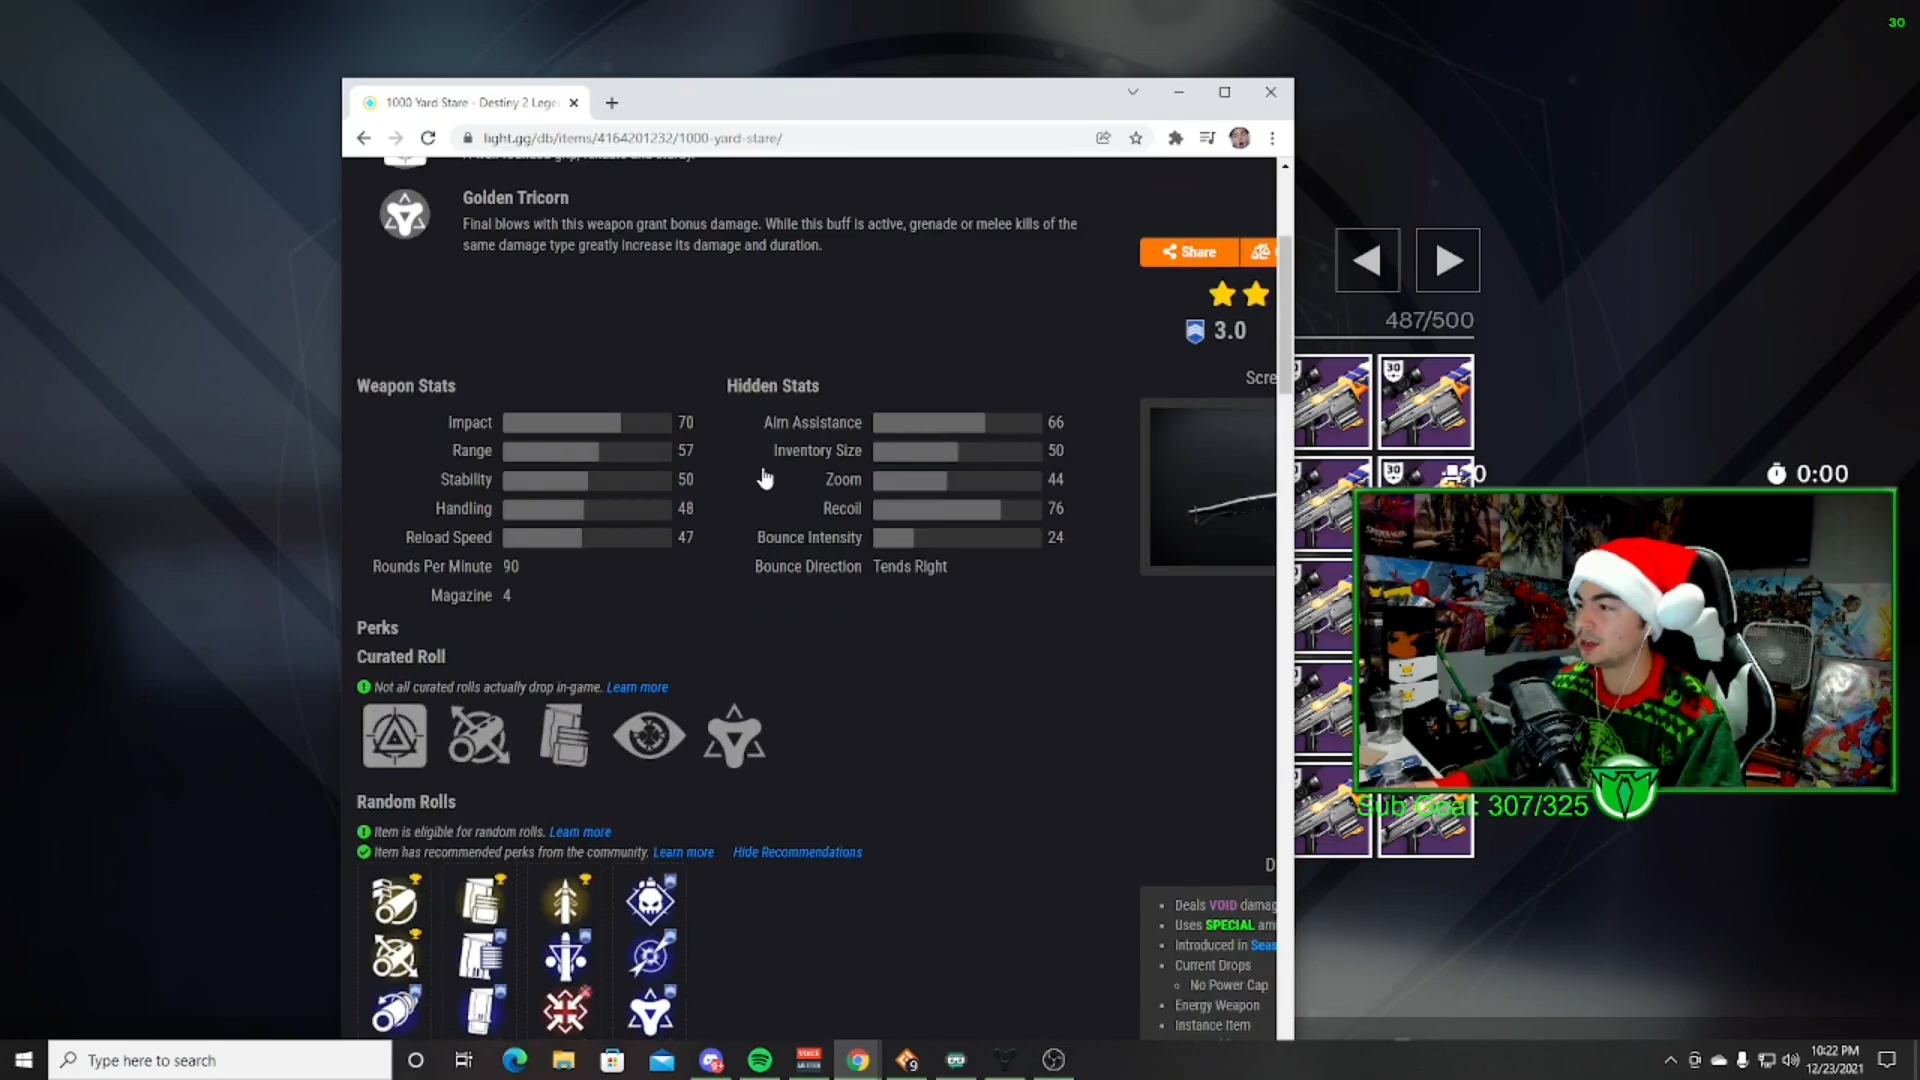 30
1000 Yard Stare - Destiny 2 Lege
light.gg/db/items/4164201232/1000-yard-stare/
Golden Tricorn
Final blows with this weapon grant bonus damage. While this buff is active, grenade or melee kills of the
same damage type greatly increase its damage and duration.
Share
3.0
487/500
30
30
0
0:00
Weapon Stats
Impact 70
Range 57
Stability 50
Handling 48
Reload Speed 47
Rounds Per Minute 90
Magazine 4
Hidden Stats
Aim Assistance 66
Inventory Size 50
Zoom 44
Recoil 76
Bounce Intensity 24
Bounce Direction Tends Right
Scre
Perks
Curated Roll
Not all curated rolls actually drop in-game. Learn more
Random Rolls
Item is eligible for random rolls. Learn more
Item has recommended perks from the community. Learn more Hide Recommendations
D
Deals VOID damag
Uses SPECIAL am
Introduced in Seas
Current Drops
No Power Cap
Energy Weapon
Instance Item
Sub Goal: 307/325
Type here to search
10:22 PM
12/23/2021